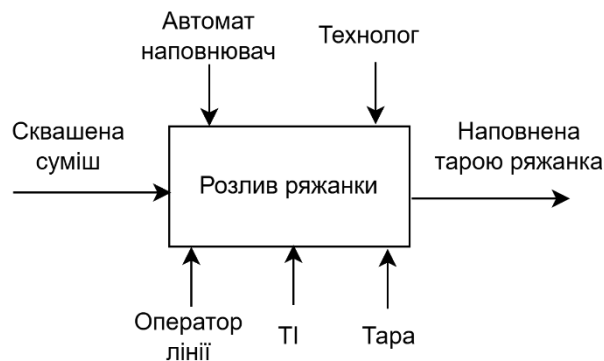 Автомат
наповнювач
Технолог
Сквашена
суміш
Розлив ряжанки
Наповнена
тарою ряжанка
Оператор
лінії
ТІ
Тара